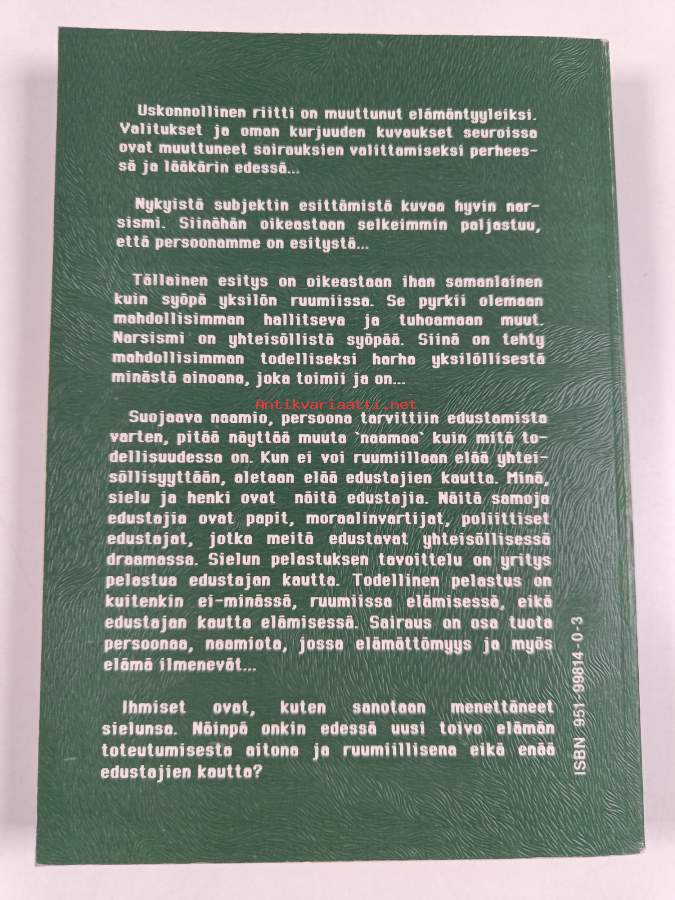 Uskonnollinen riitti on muuttunut elämäntyyleiksi.
Valitukset ja oman kurjuuden kuvaukset seuroissa
ovat muuttuneet sairauksien valittamiseksi perhees-
sä ja lääkärin edessä...
Nykyistä subjektin esittämistä kuvaa hyvin nar-
sismi. Siinähän oikeastaan selkeimmin paljastuu,
että persoonamme on esitystä...
Tällainen esitys on oikeastaan ihan samanlainen
kuin syöpä yksilön ruumiissa. Se pyrkii olemaan
mahdollisimman hallitseva ja tuhoamaan muut.
Narsismi on yhteisöllistä syöpää. Siinä on tehty
mahdollisimman todelliseksi harha yksilöllisestä
minästä ainoana, joka toimii ja on...
Antikvariaatti.net
Suojaava naamio, persoona tarvittiin edustamista
varten, pitää näyttää muuta `naamaa` kuin mitä to-
dellisuudessa on. Kun ei voi ruumiillaan elää yhtei-
söllisyyttään, aletaan elää edustajien kautta. Minä,
sielu ja henki ovat näitä edustajia. Näitä samoja
edustajia ovat papit, moraalinvartijat, poliittiset
edustajat, jotka meitä edustavat yhteisöllisessä
draamassa. Sielun pelastuksen tavoittelu on yritys
pelastua edustajan kautta. Todellinen pelastus on
kuitenkin ei-minässä, ruumiissa elämisessä, eikä
edustajan kautta elämisessä. Sairaus on osa tuota
persoonaa, naamiota, jossa elämättömyys ja myös
elämä ilmenevät...
Ihmiset ovat, kuten sanotaan menettäneet
sielunsa. Näinpä onkin edessä uusi toivo elämän
toteutumisesta aitona ja ruumiillisena eikä enää
edustajien kautta?
ISBN 951-99814-0-3